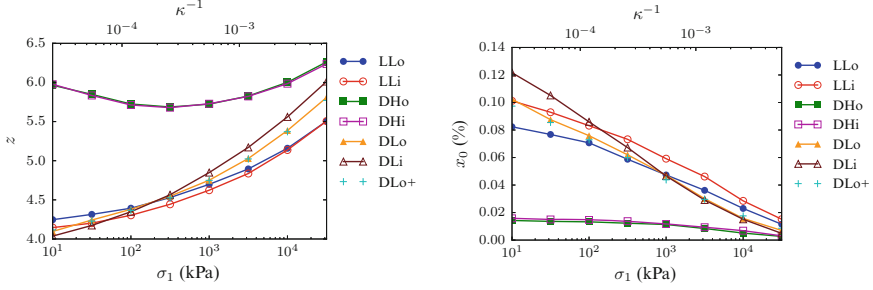 κ⁻¹
10⁻⁴ 10⁻³
6.5
6.0
5.5
5.0
4.5
4.0
z
10¹ 10² 10³ 10⁴
σ₁ (kPa)
LLo
LLi
DHo
DHi
DLo
DLi
DLo+
κ⁻¹
10⁻⁴ 10⁻³
0.14
0.12
0.10
0.08
0.06
0.04
0.02
0.00
x₀ (%)
10¹ 10² 10³ 10⁴
σ₁ (kPa)
LLo
LLi
DHo
DHi
DLo
DLi
DLo+